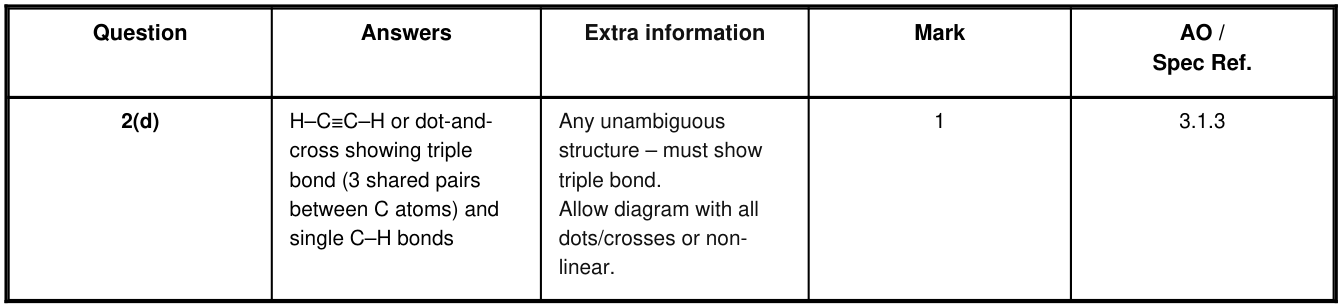 Question Answers Extra information Mark AO /
Spec Ref.
2(d) H–C≡C–H or dot-and- Any unambiguous 1 3.1.3
cross showing triple structure – must show
bond (3 shared pairs triple bond.
between C atoms) and Allow diagram with all
single C–H bonds dots/crosses or non-
linear.